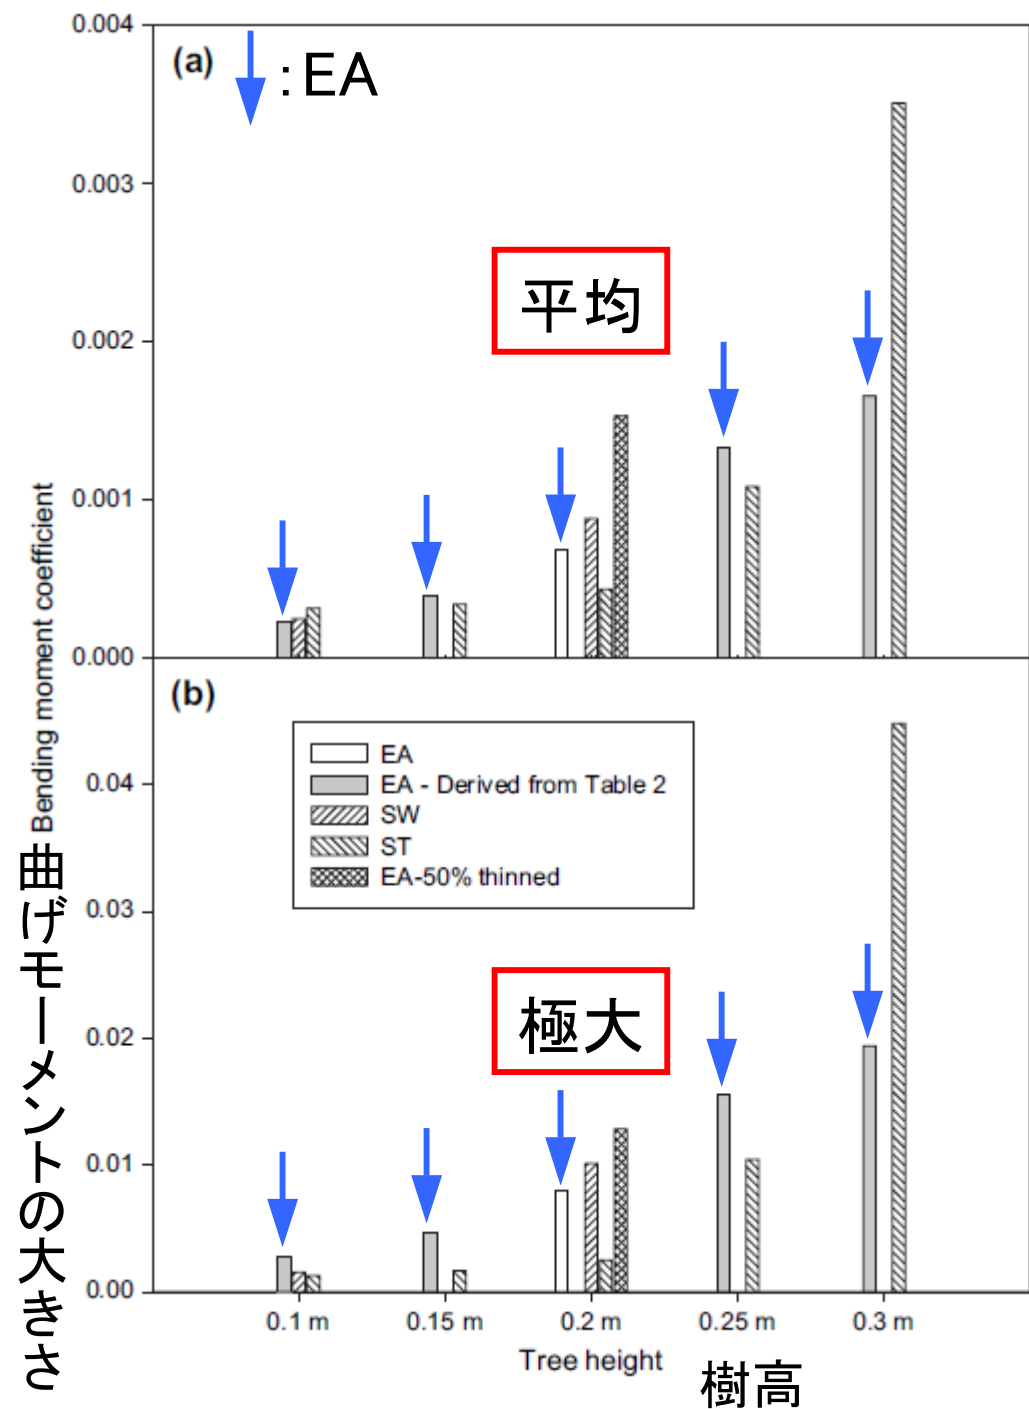 0.004
(a)
:EA
0.003
平均
0.002
0.001
0.000
Bending moment coefficient
曲げモーメントの大きさ
(b)
EA
EA - Derived from Table 2
SW
ST
EA-50% thinned
0.04
0.03
極大
0.02
0.01
0.00
0.1 m 0.15 m 0.2 m 0.25 m 0.3 m
Tree height
樹高